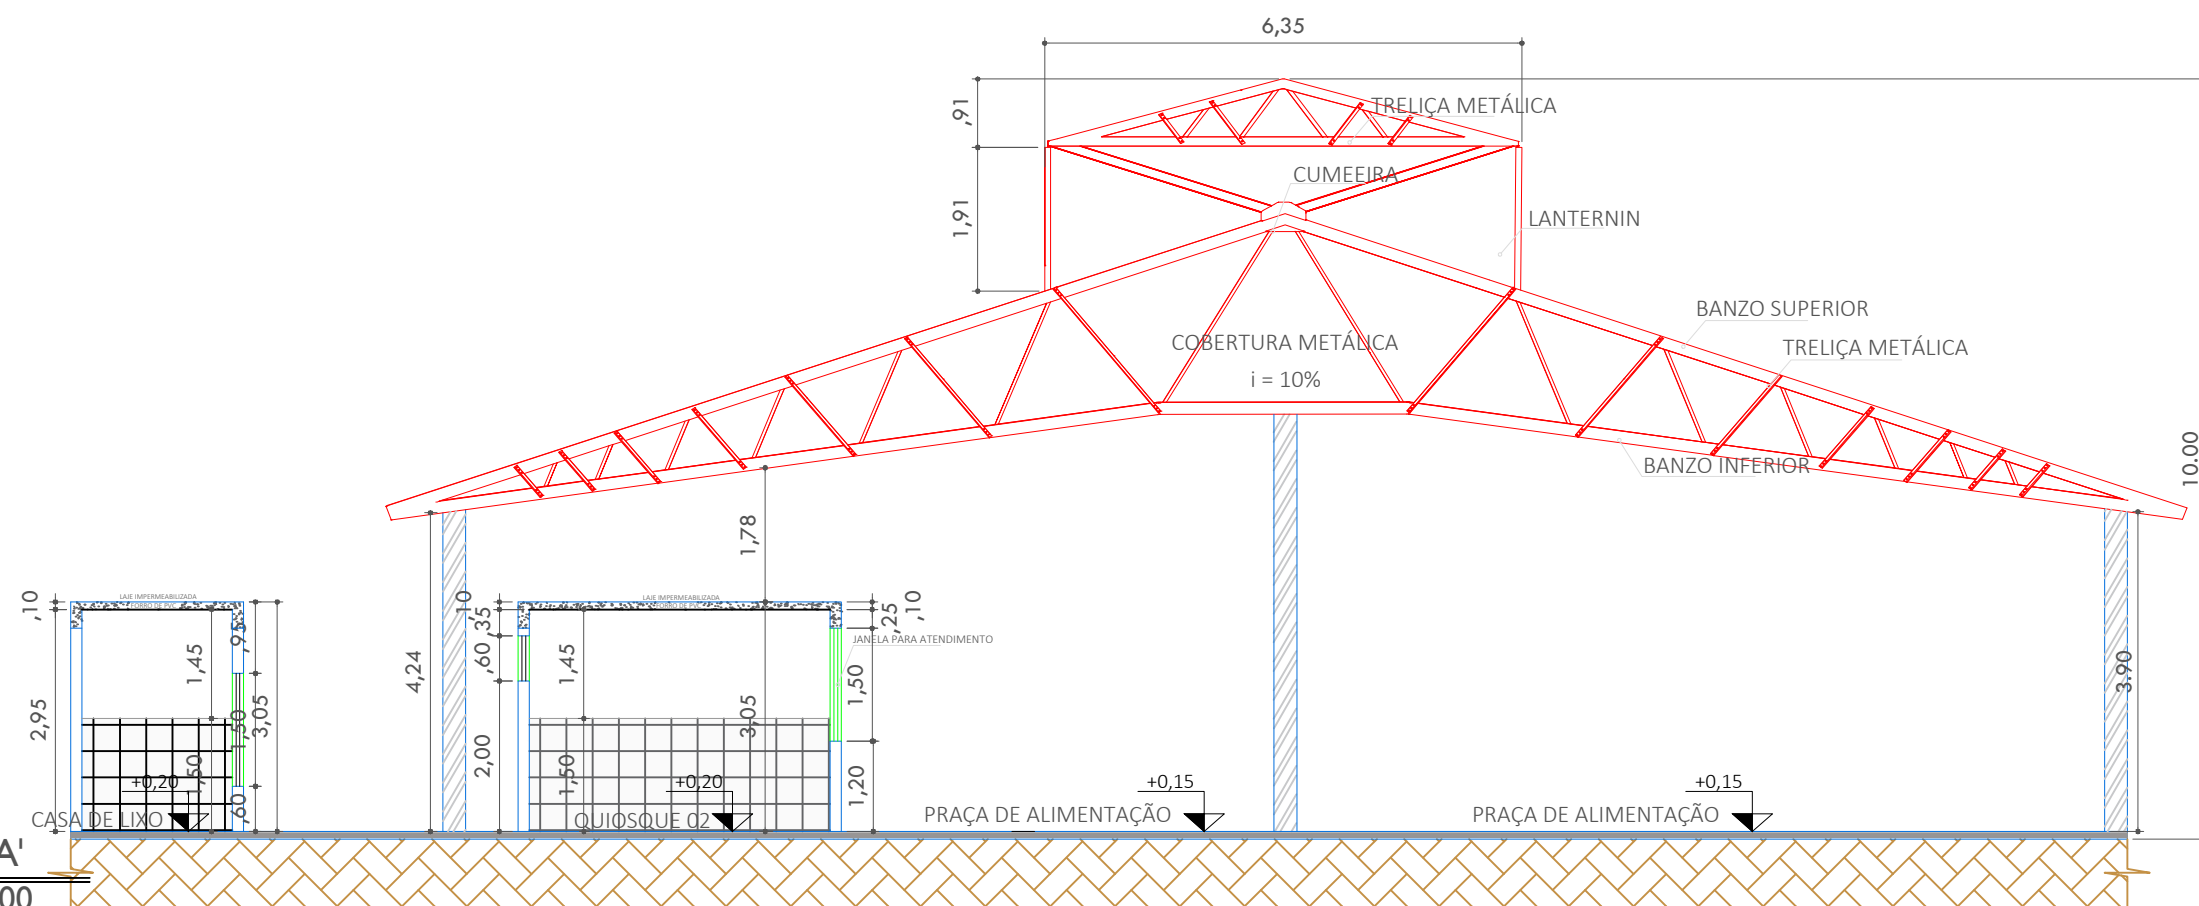 6,35
,91
TRELIÇA METÁLICA
CUMEEIRA
1,91
LANTERNIN
BANZO SUPERIOR
COBERTURA METÁLICA
TRELIÇA METÁLICA
i = 10%
10.00
BANZO INFERIOR
1,78
LAJE IMPERMEABILIZADA
FORRO DE PVC
LAJE IMPERMEABILIZADA
FORRO DE PVC
,10
,10
,35
,25
,10
,95
JANELA PARA ATENDIMENTO
1,45
4,24
,60
1,45
1,50
3.90
2,95
1,50
3,05
3,05
2,00
1,50
1,50
1,20
+0,20
+0,20
+0,15
+0,15
,60
CASA DE LIXO
QUIOSQUE 02
PRAÇA DE ALIMENTAÇÃO
PRAÇA DE ALIMENTAÇÃO
A'
00